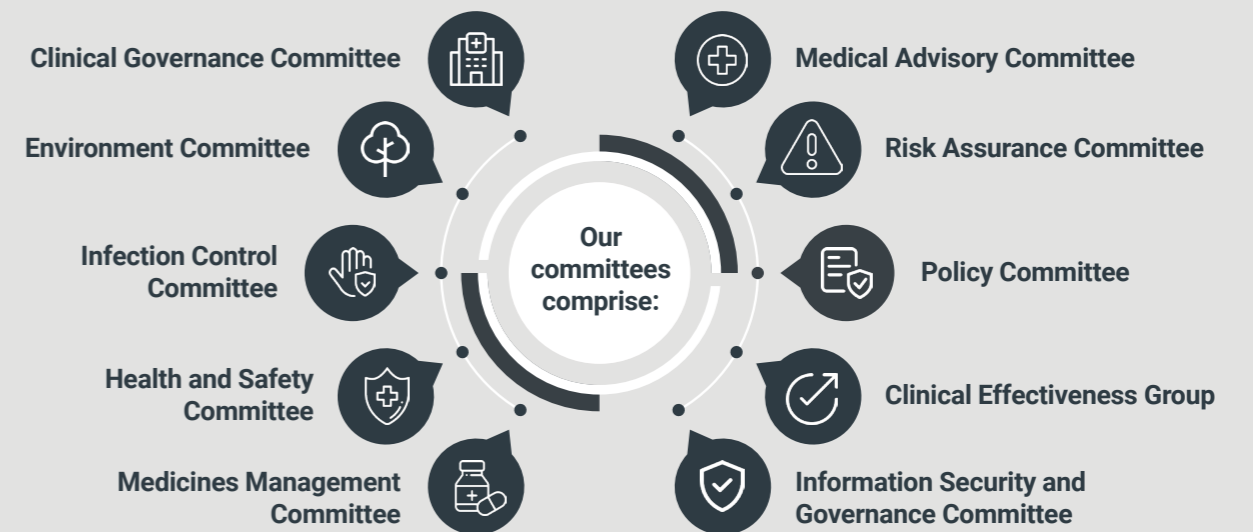 Our
committees
comprise:
Clinical Governance Committee
Environment Committee
Infection Control
Committee
Health and Safety
Committee
Medicines Management
Committee
Medical Advisory Committee
Risk Assurance Committee
Policy Committee
Clinical Effectiveness Group
Information Security and
Governance Committee